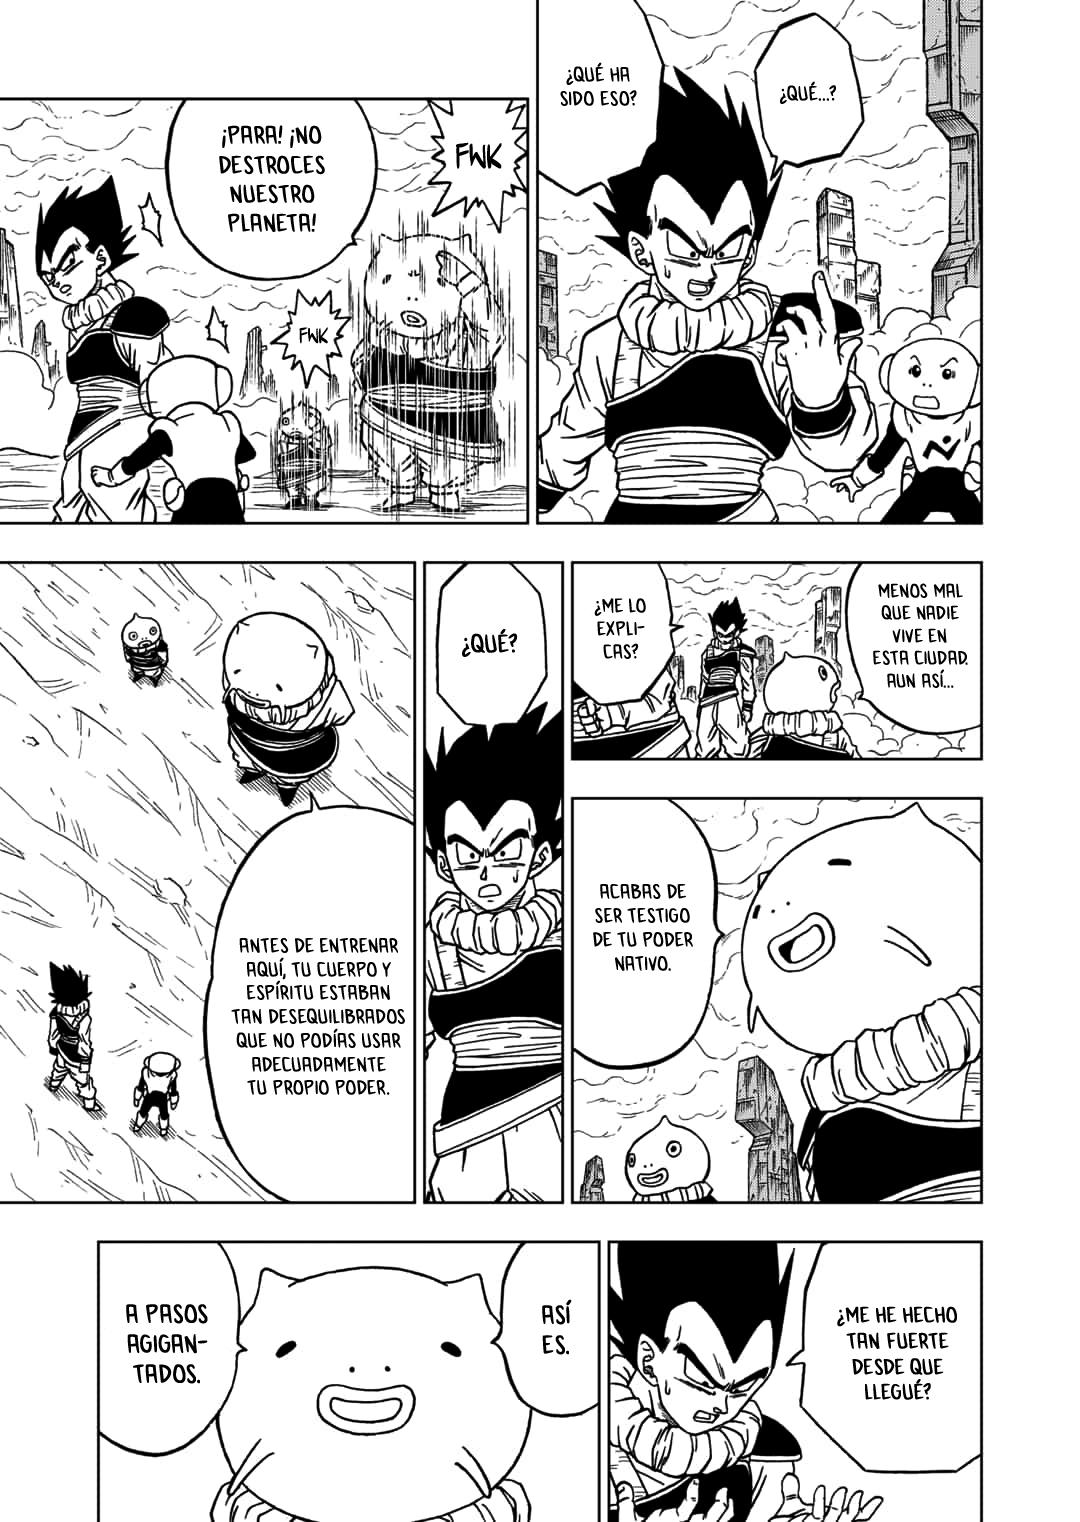 ¿QUÉ...?
¿QUÉ HA
SIDO ESO?
FWK
¡PARA! ¡NO
DESTROCES
NUESTRO
PLANETA!
FWK
MENOS MAL
QUE NADIE
VIVE EN
ESTA CIUDAD.
AUN ASÍ...
¿ME LO
EXPLI-
CAS?
ACABAS DE
SER TESTIGO
DE TU PODER
NATIVO.
¿QUÉ?
ANTES DE ENTRENAR
AQUÍ, TU CUERPO Y
ESPÍRITU ESTABAN
TAN DESEQUILIBRADOS
QUE NO PODÍAS USAR
ADECUADAMENTE
TU PROPIO PODER.
¿ME HE HECHO
TAN FUERTE
DESDE QUE
LLEGUÉ?
ASÍ
ES.
A PASOS
AGIGAN-
TADOS.